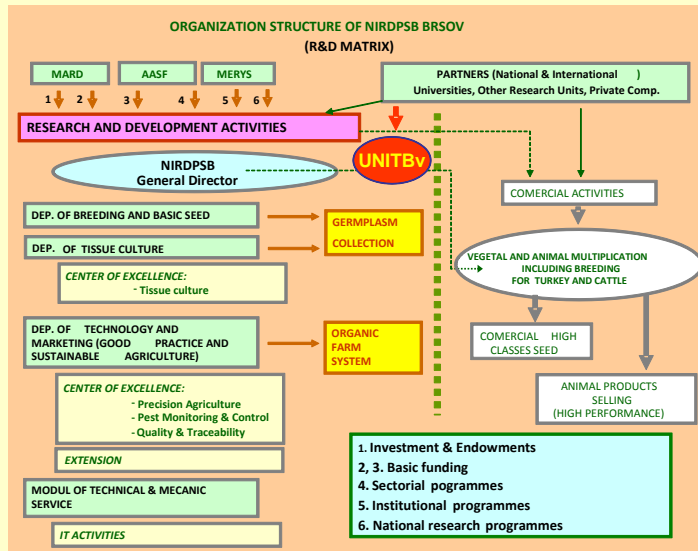 ORGANIZATION STRUCTURE OF NIRDPSB BRSOV
(R&D MATRIX)
MARD
AASF
MERYS
PARTNERS (National & International )
Universities, Other Research Units, Private Comp.
1 2 3 4 5 6
RESEARCH AND DEVELOPMENT ACTIVITIES
UNITBv
NIRDPSB
General Director
COMERCIAL ACTIVITIES
DEP. OF BREEDING AND BASIC SEED
GERMPLASM
COLLECTION
DEP. OF TISSUE CULTURE
VEGETAL AND ANIMAL MULTIPLICATION
INCLUDING BREEDING
FOR TURKEY AND CATTLE
CENTER OF EXCELLENCE:
- Tissue culture
DEP. OF TECHNOLOGY AND
MARKETING (GOOD PRACTICE AND
SUSTAINABLE AGRICULTURE)
ORGANIC
FARM
SYSTEM
COMERCIAL HIGH
CLASSES SEED
CENTER OF EXCELLENCE:
- Precision Agriculture
- Pest Monitoring & Control
- Quality & Traceability
ANIMAL PRODUCTS
SELLING
(HIGH PERFORMANCE)
EXTENSION
MODUL OF TECHNICAL & MECANIC
SERVICE
IT ACTIVITIES
1. Investment & Endowments
2, 3. Basic funding
4. Sectorial pogrammes
5. Institutional programmes
6. National research programmes